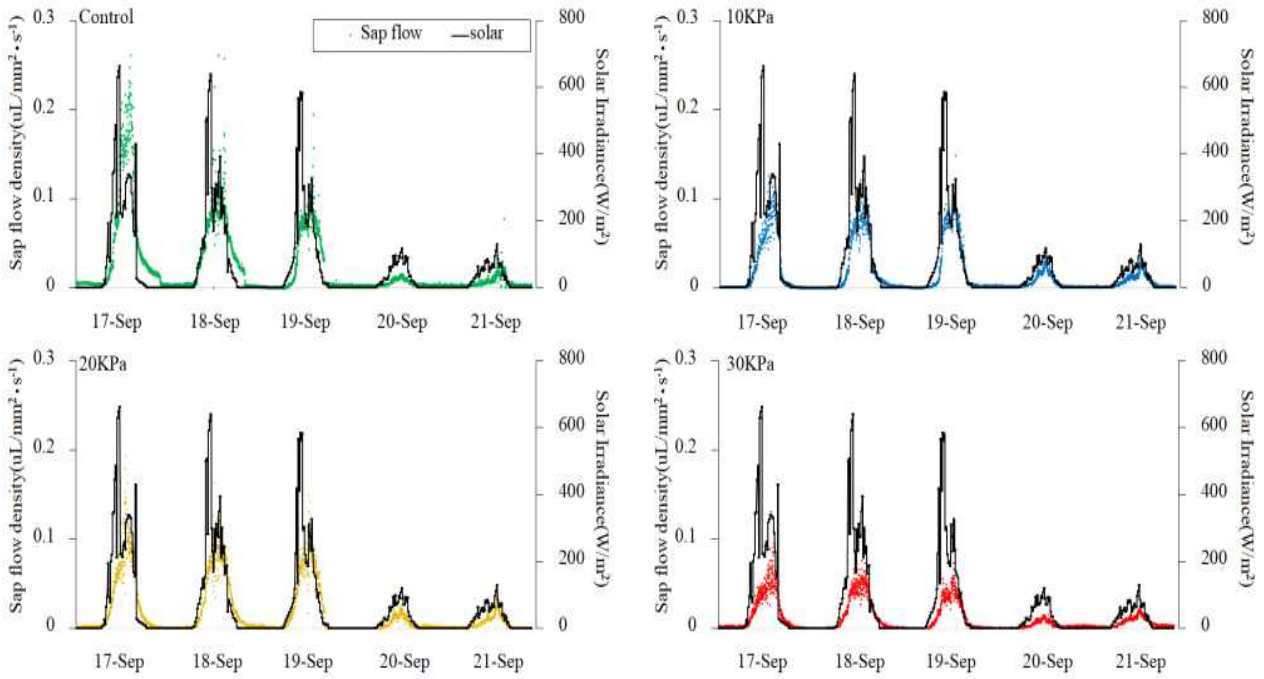 Control
Sap flow
solar
Sap flow density(uL/mm²•s⁻¹)
0.3
0.2
0.1
0
800
600
400
200
0
Solar Irradiance(W/m²)
17-Sep 18-Sep 19-Sep 20-Sep 21-Sep
10KPa
Sap flow density(uL/mm²•s⁻¹)
0.3
0.2
0.1
0
800
600
400
200
0
Solar Irradiance(W/m²)
17-Sep 18-Sep 19-Sep 20-Sep 21-Sep
20KPa
Sap flow density(uL/mm²•s⁻¹)
0.3
0.2
0.1
0
800
600
400
200
0
Solar Irradiance(W/m²)
17-Sep 18-Sep 19-Sep 20-Sep 21-Sep
30KPa
Sap flow density(uL/mm²•s⁻¹)
0.3
0.2
0.1
0
800
600
400
200
0
Solar Irradiance(W/m²)
17-Sep 18-Sep 19-Sep 20-Sep 21-Sep